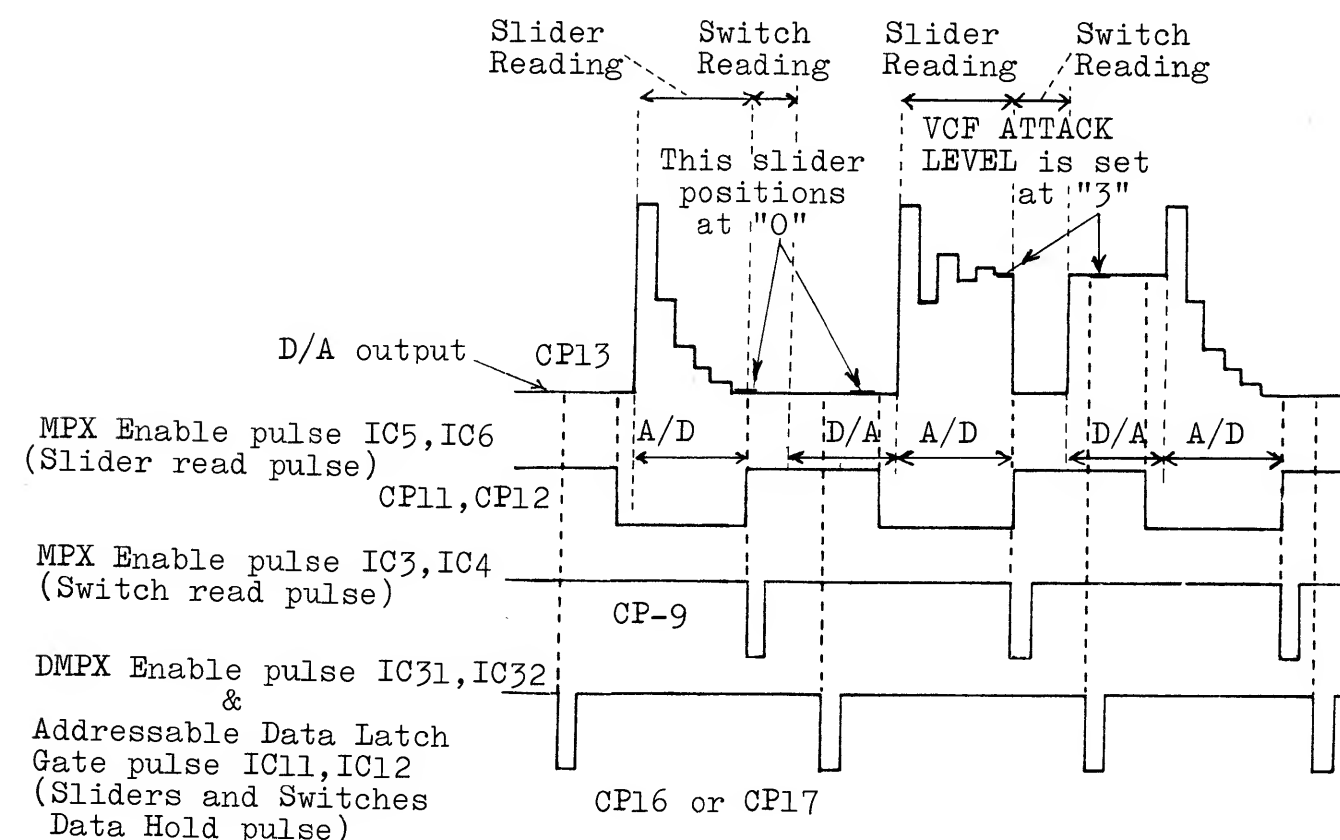 Slider Reading
Switch Reading
Slider Reading
Switch Reading
This slider
positions
at "0"
VCF ATTACK
LEVEL is set
at "3"
D/A output
CP13
MPX Enable pulse IC5,IC6
(Slider read pulse)
A/D
D/A
A/D
D/A
A/D
CP11,CP12
MPX Enable pulse IC3,IC4
(Switch read pulse)
CP-9
DMPX Enable pulse IC31,IC32
&
Addressable Data Latch
Gate pulse IC11,IC12
(Sliders and Switches
Data Hold pulse)
CP16 or CP17